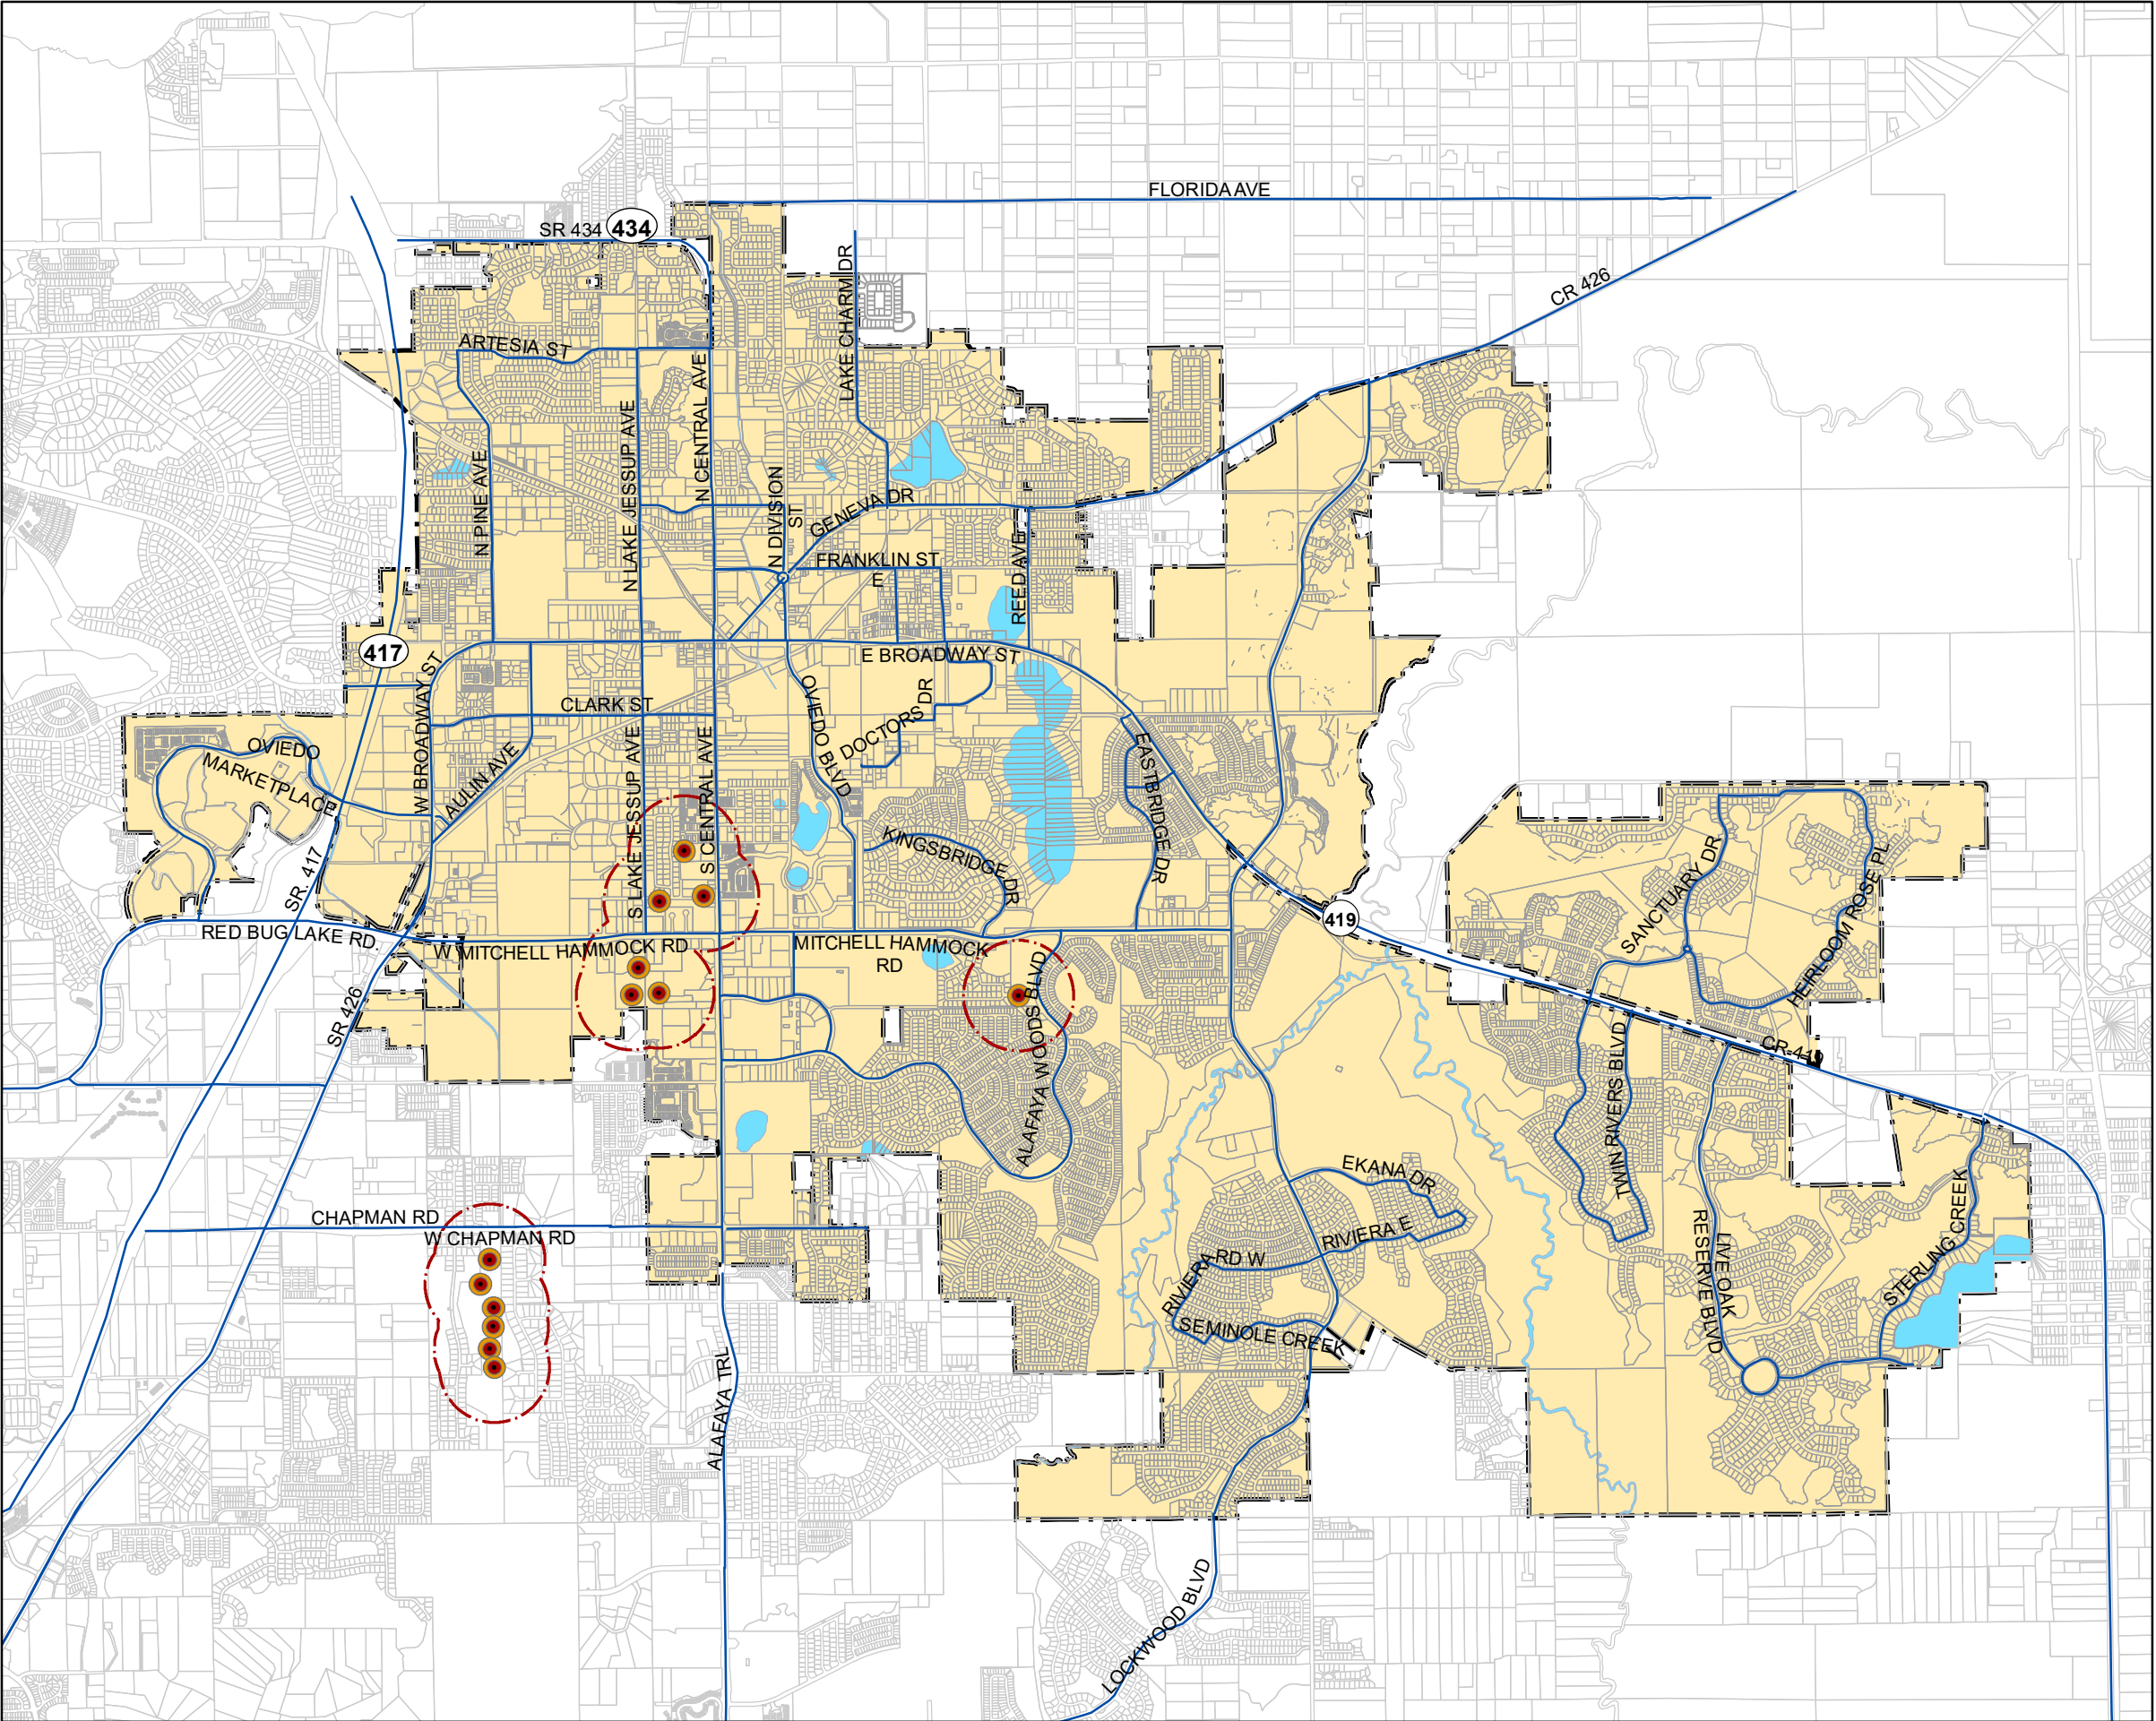 FLORIDA AVE
SR 434
434
CR 426
LAKE CHARM DR
ARTESIA ST
N CENTRAL AVE
N LAKE JESSUP AVE
N PINE AVE
N DIVISION
ST
GENEVA DR
FRANKLIN ST
E
REED AVE
417
W BROADWAY ST
E BROADWAY ST
CLARK ST
OVIEDO BLVD
DOCTORS DR
OVIEDO
MARKETPLACE
AULIN AVE
S LAKE JESSUP AVE
S CENTRAL AVE
EASTBRIDGE DR
KINGSBRIDGE DR
SR. 417
SANCTUARY DR
HEIRLOOM ROSE PL
419
RED BUG LAKE RD.
W MITCHELL HAMMOCK RD
MITCHELL HAMMOCK
RD
SR 426
ALAFAYA WOODS BLVD
TWIN RIVERS BLVD
CR-419
EKANA DR
CHAPMAN RD
W CHAPMAN RD
RIVIERA E
RIVIERA RD W
SEMINOLE CREEK
LIVE OAK
RESERVE BLVD
STERLING CREEK
ALAFAYA TRL
LOCKWOOD BLVD